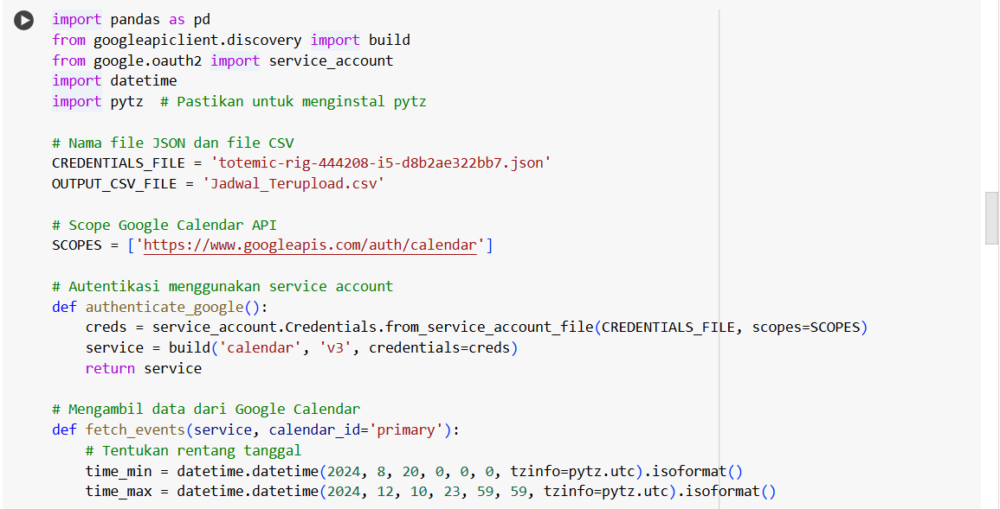 import pandas as pd
from googleapiclient.discovery import build
from google.oauth2 import service_account
import datetime
import pytz  # Pastikan untuk menginstal pytz

# Nama file JSON dan file CSV
CREDENTIALS_FILE = 'totemic-rig-444208-i5-d8b2ae322bb7.json'
OUTPUT_CSV_FILE = 'Jadwal_Terupload.csv'

# Scope Google Calendar API
SCOPES = ['https://www.googleapis.com/auth/calendar']

# Autentikasi menggunakan service account
def authenticate_google():
    creds = service_account.Credentials.from_service_account_file(CREDENTIALS_FILE, scopes=SCOPES)
    service = build('calendar', 'v3', credentials=creds)
    return service

# Mengambil data dari Google Calendar
def fetch_events(service, calendar_id='primary'):
    # Tentukan rentang tanggal
    time_min = datetime.datetime(2024, 8, 20, 0, 0, 0, tzinfo=pytz.utc).isoformat()
    time_max = datetime.datetime(2024, 12, 10, 23, 59, 59, tzinfo=pytz.utc).isoformat()